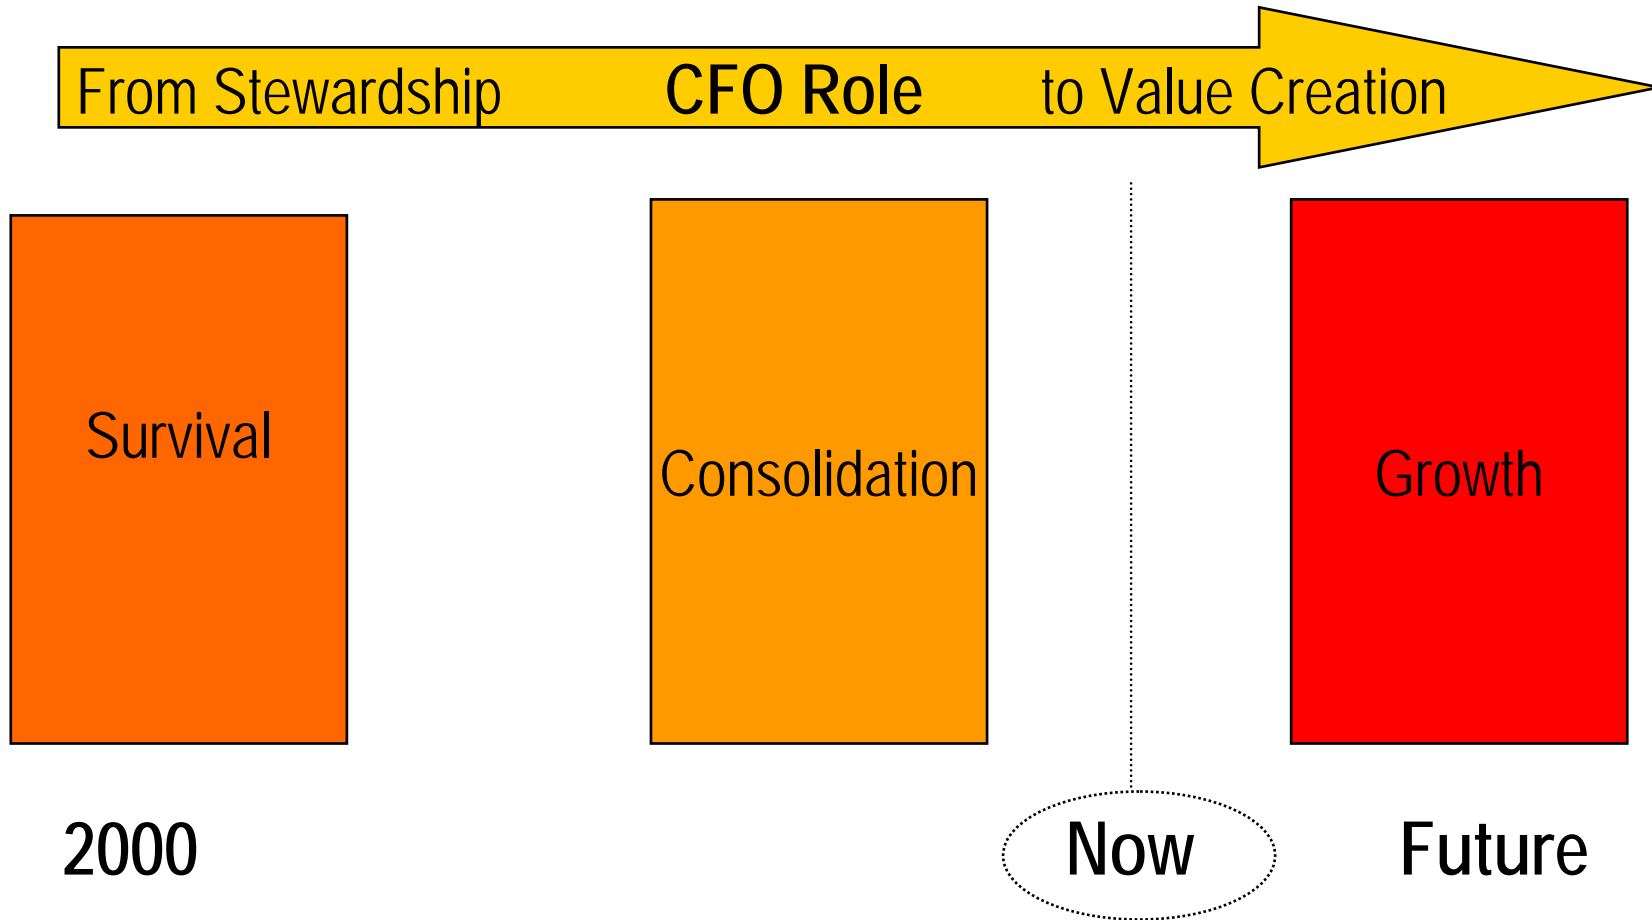 From Stewardship CFO Role to Value Creation
Survival
Consolidation
Growth
2000 Now Future